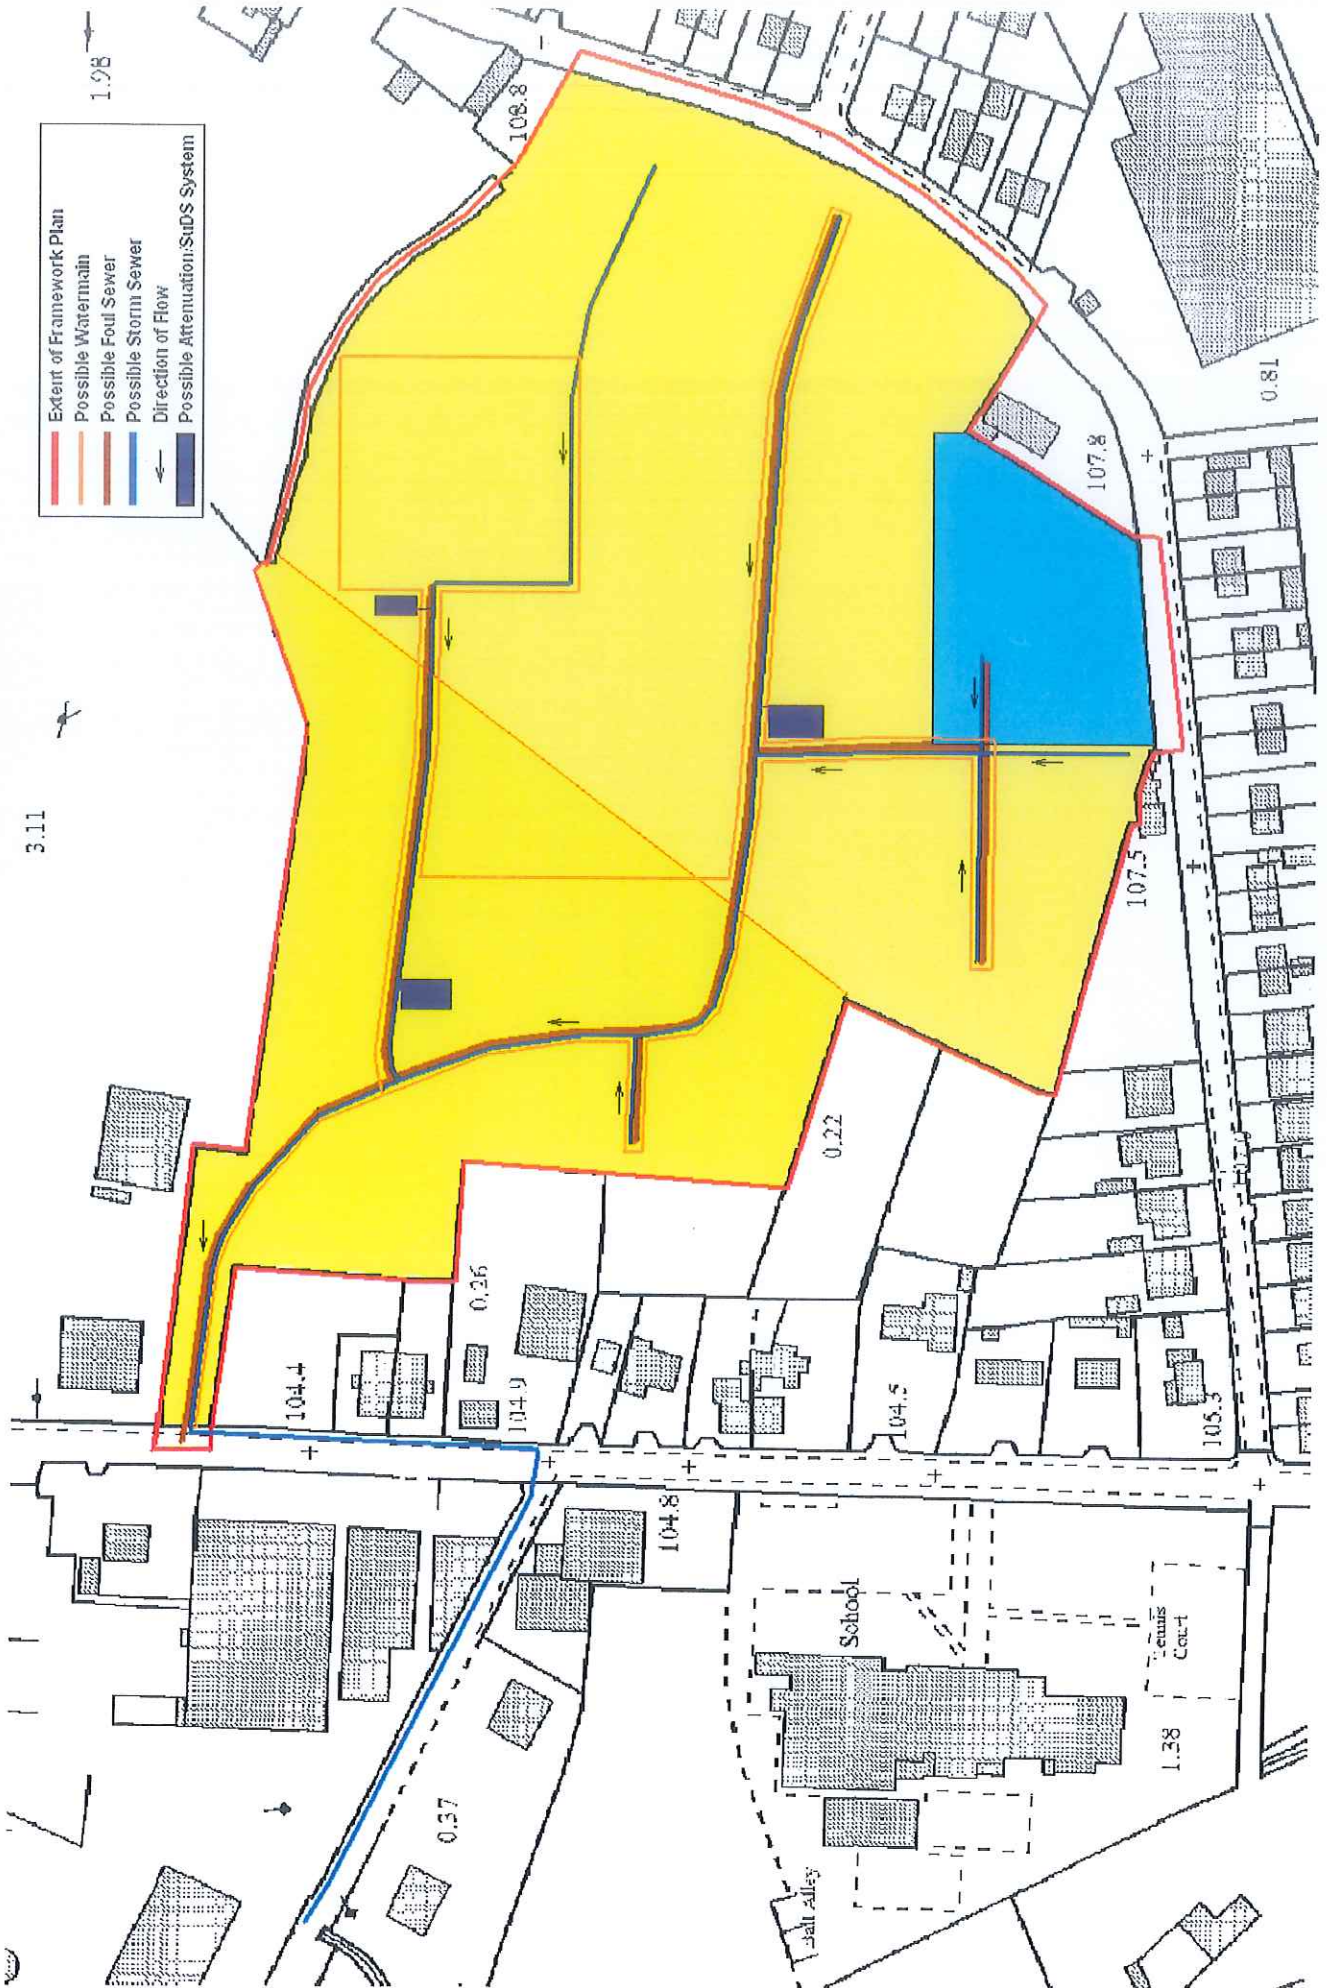 Extent of Framework Plan
Possible Watermain
Possible Foul Sewer
Possible Storm Sewer
Direction of Flow
Possible Attenuation/SuDS System
1.98
3.11
108.8
0.81
107.8
107.5
0.22
0.26
104.4
104.9
104.5
105.3
104.8
School
Tennis
Court
1.38
0.37
Ball Alley